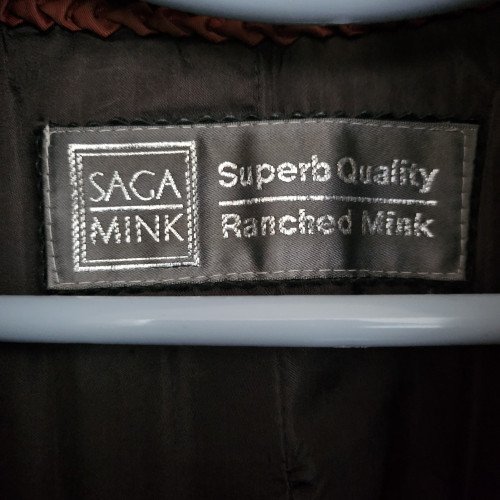 SAGA
MINK
Superb Quality
Ranched Mink